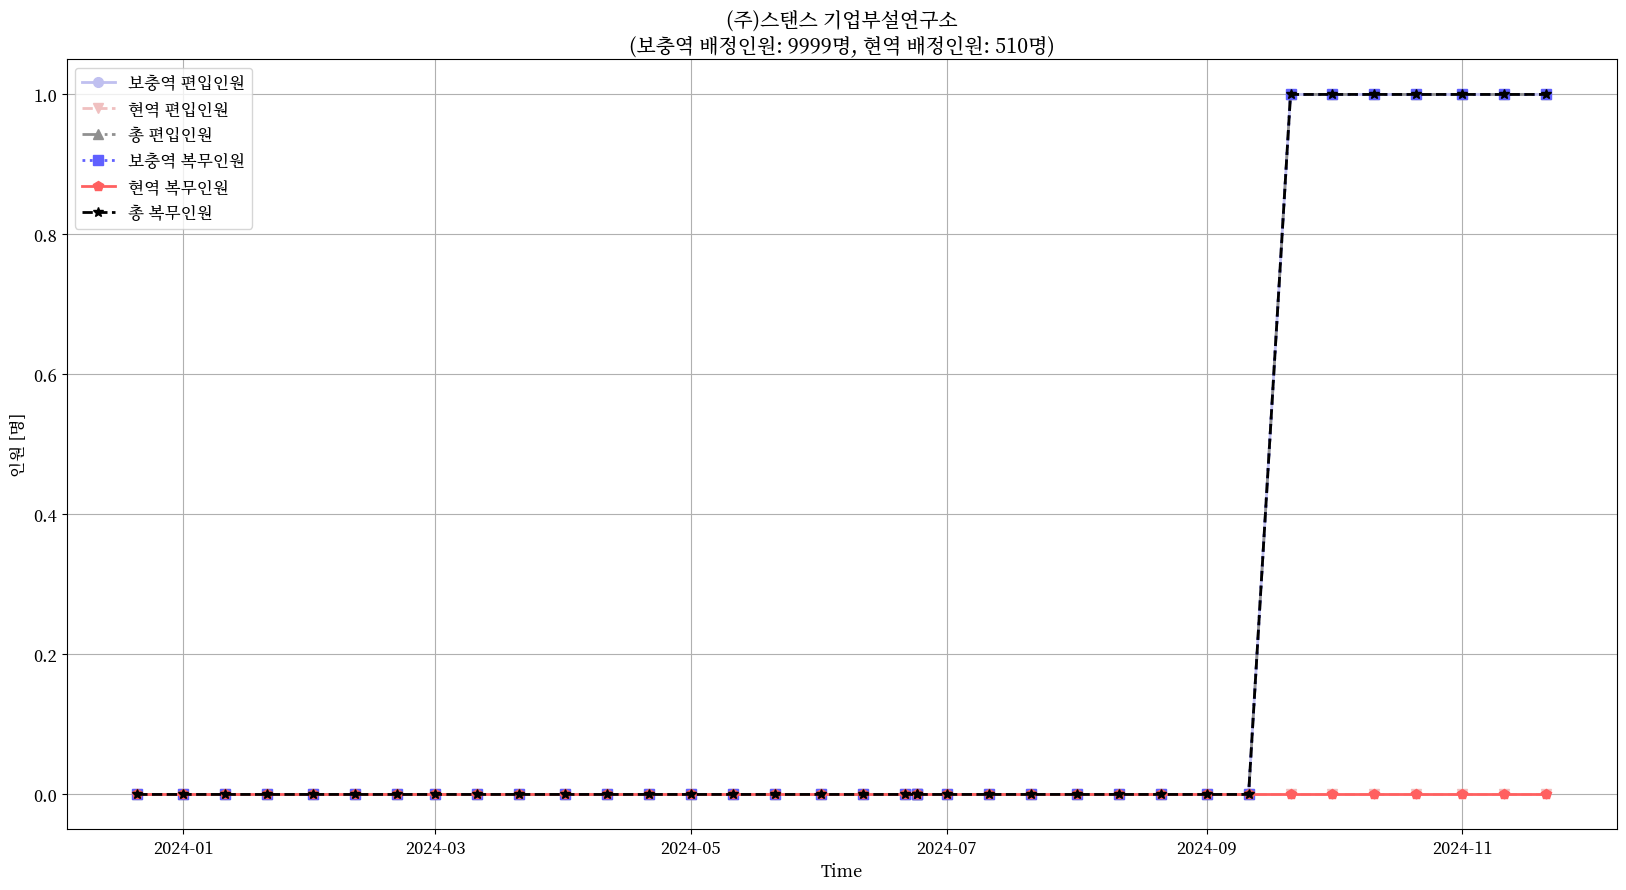 (주)스탠스 기업부설연구소
(보충역 배정인원: 9999명, 현역 배정인원: 510명)
보충역 편입인원
현역 편입인원
총 편입인원
보충역 복무인원
현역 복무인원
총 복무인원
인원 [명]
1.0
0.8
0.6
0.4
0.2
0.0
2024-01
2024-03
2024-05
2024-07
2024-09
2024-11
Time